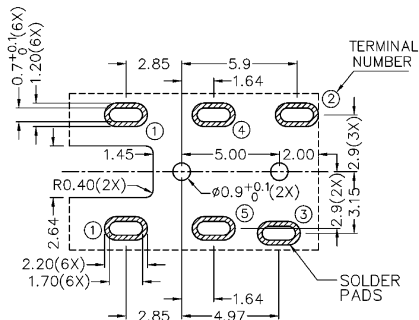 0.7+0.1 0(6X)
1.20(6X)
2.85
5.9
1.64
TERMINAL
NUMBER
②
①
④
2.9(3X)
1.45
5.00
2.00
R0.40(2X)
ø0.9+0.1 0(2X)
2.9(2X)
3.15
2.64
①
⑤
③
2.20(6X)
1.70(6X)
SOLDER
PADS
1.64
2.85
4.97